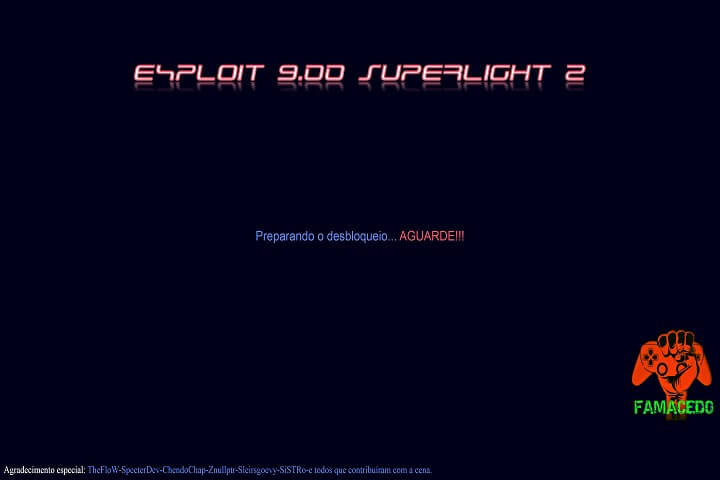 EXPLOIT 9.00 SUPERLIGHT 2
Preparando o desbloqueio... AGUARDE!!!
FAMACEDO
Agradecimento especial: TheFloW-SpecterDev-ChendoChap-Znullptr-Sleirsgoevy-SiSTRo-e todos que contribuiram com a cena.